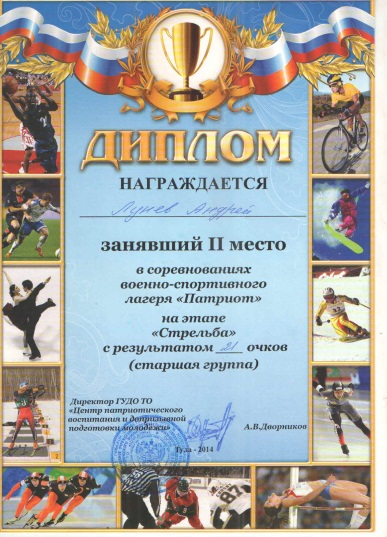 ДИПЛОМ
НАГРАЖДАЕТСЯ
Лунев Андрей
занявший II место
в соревнованиях
военно-спортивного
лагеря «Патриот»
на этапе
«Стрельба»
с результатом 21 очков
(старшая группа)
Директор ГУДО ТО
«Центр патриотического
воспитания и допризывной
подготовки молодежи»
А.В.Дворников
Тула - 2014
87